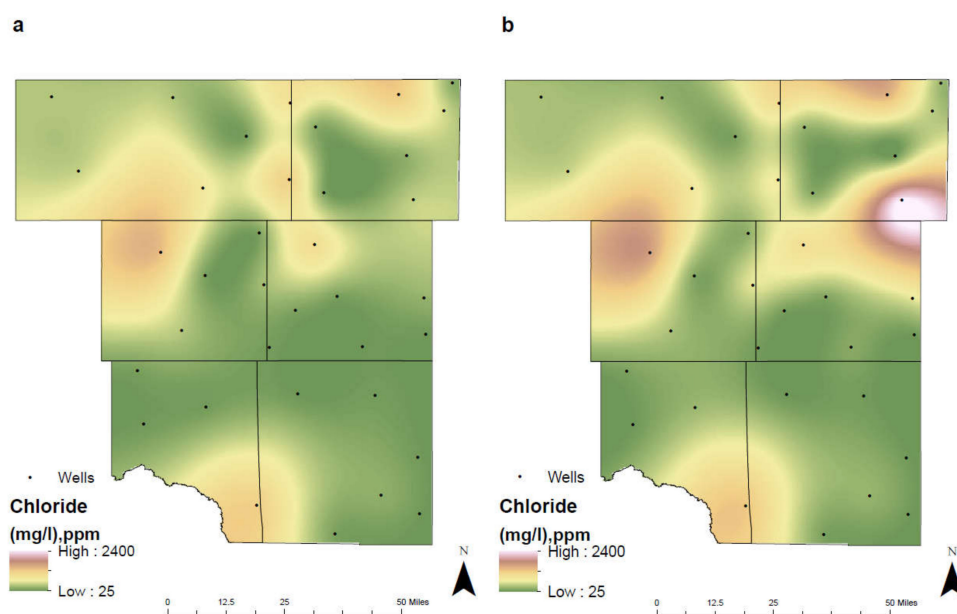 a
b
Wells
Chloride
(mg/l),ppm
High : 2400
Low : 25
N
0 12.5 25 50 Miles
Wells
Chloride
(mg/l),ppm
High : 2400
Low : 25
N
0 12.5 25 50 Miles